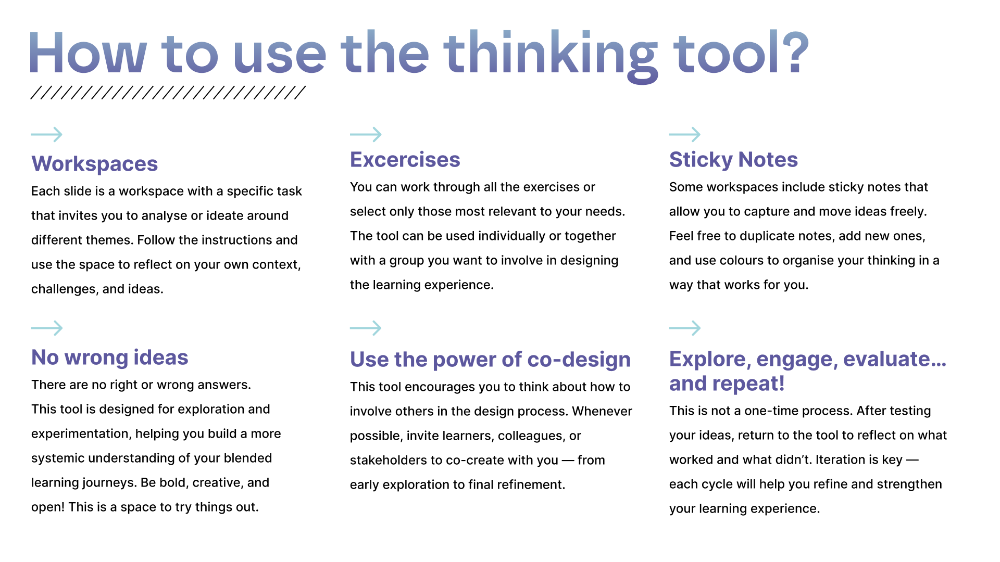 How to use the thinking tool?
Workspaces
Each slide is a workspace with a specific task
that invites you to analyse or ideate around
different themes. Follow the instructions and
use the space to reflect on your own context,
challenges, and ideas.
Excercises
You can work through all the exercises or
select only those most relevant to your needs.
The tool can be used individually or together
with a group you want to involve in designing
the learning experience.
Sticky Notes
Some workspaces include sticky notes that
allow you to capture and move ideas freely.
Feel free to duplicate notes, add new ones,
and use colours to organise your thinking in a
way that works for you.
No wrong ideas
There are no right or wrong answers.
This tool is designed for exploration and
experimentation, helping you build a more
systemic understanding of your blended
learning journeys. Be bold, creative, and
open! This is a space to try things out.
Use the power of co-design
This tool encourages you to think about how to
involve others in the design process. Whenever
possible, invite learners, colleagues, or
stakeholders to co-create with you — from
early exploration to final refinement.
Explore, engage, evaluate...
and repeat!
This is not a one-time process. After testing
your ideas, return to the tool to reflect on what
worked and what didn’t. Iteration is key —
each cycle will help you refine and strengthen
your learning experience.